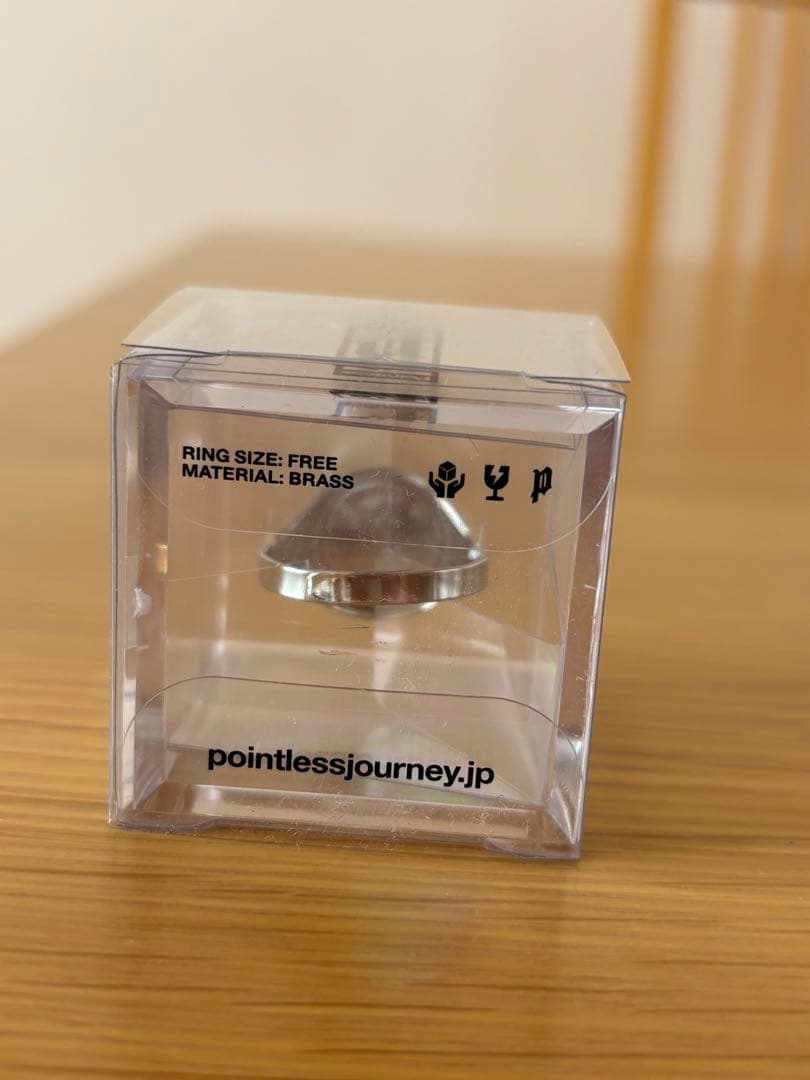 RING SIZE: FREE
MATERIAL: BRASS
pointlessjourney.jp